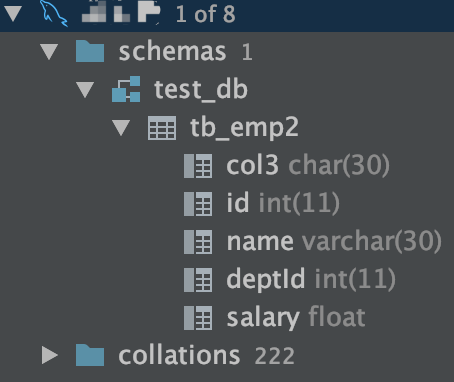 1 of 8
schemas 1
test_db
tb_emp2
col3 char(30)
id int(11)
name varchar(30)
deptId int(11)
salary float
collations 222